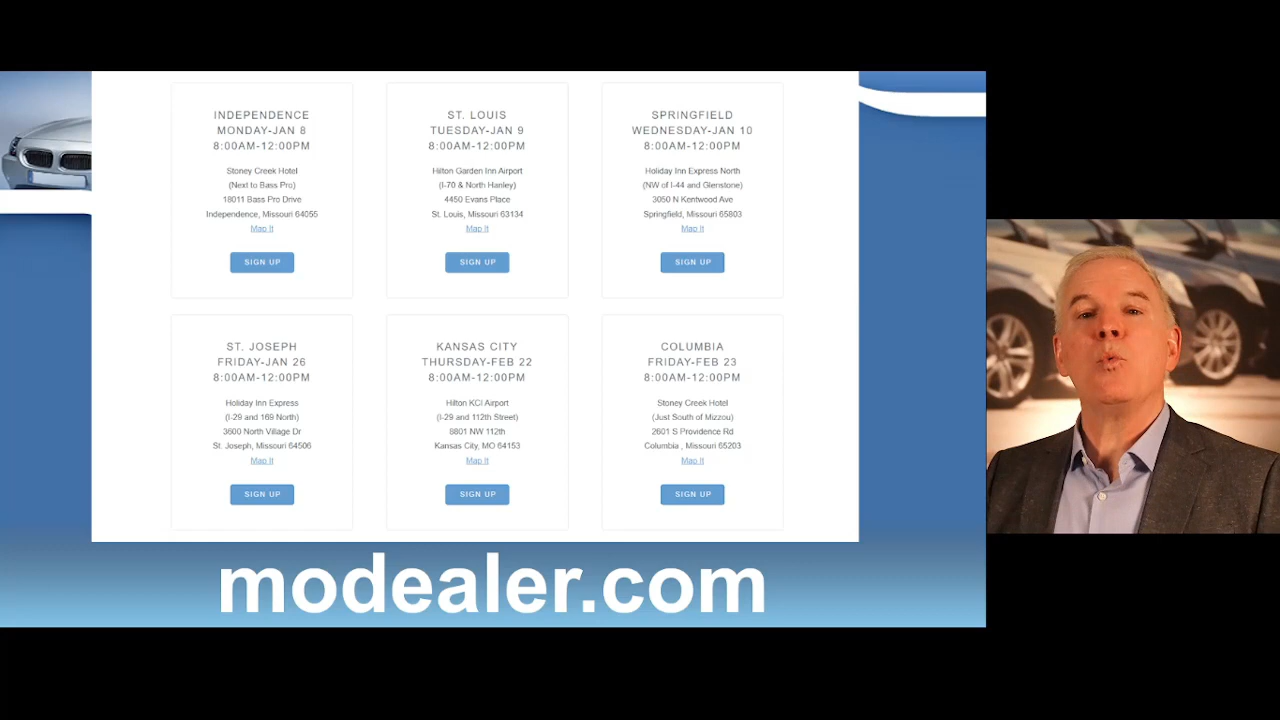 INDEPENDENCE
MONDAY-JAN 8
8:00AM-12:00PM
Stoney Creek Hotel
(Next to Bass Pro)
18011 Bass Pro Drive
Independence, Missouri 64055
Map It
SIGN UP
ST. LOUIS
TUESDAY-JAN 9
8:00AM-12:00PM
Hilton Garden Inn Airport
(I-70 & North Hanley)
4450 Evans Place
St. Louis, Missouri 63134
Map It
SIGN UP
SPRINGFIELD
WEDNESDAY-JAN 10
8:00AM-12:00PM
Holiday Inn Express North
(NW of I-44 and Glenstone)
3050 N Kentwood Ave
Springfield, Missouri 65803
Map It
SIGN UP
ST. JOSEPH
FRIDAY-JAN 26
8:00AM-12:00PM
Holiday Inn Express
(I-29 and 169 North)
3600 North Village Dr
St. Joseph, Missouri 64506
Map It
SIGN UP
KANSAS CITY
THURSDAY-FEB 22
8:00AM-12:00PM
Hilton KCI Airport
(I-29 and 112th Street)
8801 NW 112th
Kansas City, MO 64153
Map It
SIGN UP
COLUMBIA
FRIDAY-FEB 23
8:00AM-12:00PM
Stoney Creek Hotel
(Just South of Mizzou)
2601 S Providence Rd
Columbia , Missouri 65203
Map It
SIGN UP
modealer.com